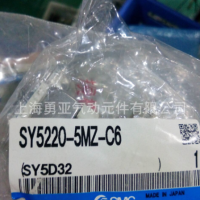 上海勇亚气动元件有限公司
SY5220-5MZ-C6
(SY5D32 ) 1
SMC
MADE IN JAPAN